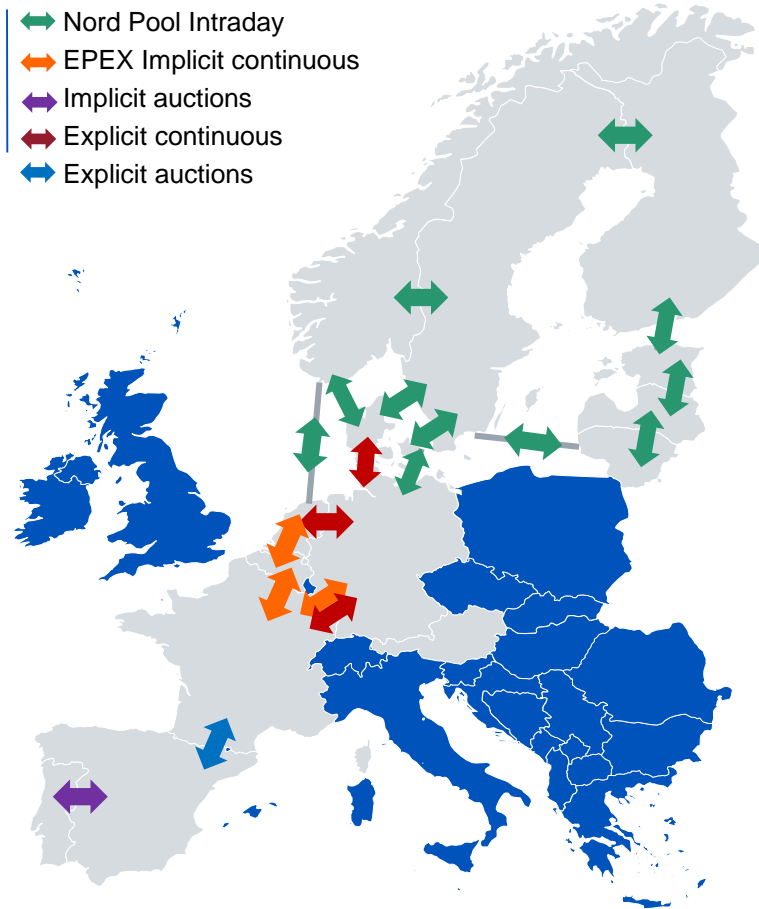 Nord Pool Intraday
EPEX Implicit continuous
Implicit auctions
Explicit continuous
Explicit auctions